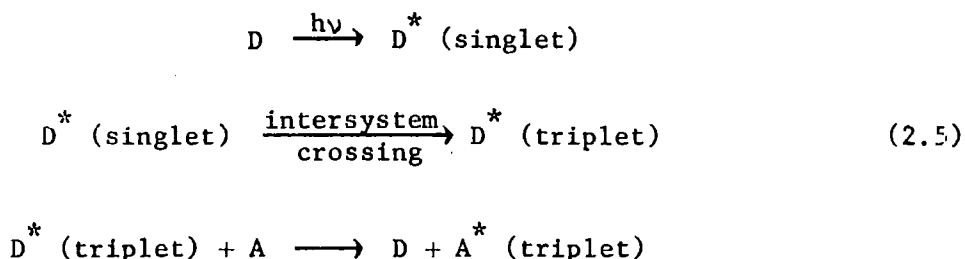 D hν ⟶ D* (singlet)
D* (singlet) intersystem crossing ⟶ D* (triplet) (2.5)
D* (triplet) + A ⟶ D + A* (triplet)